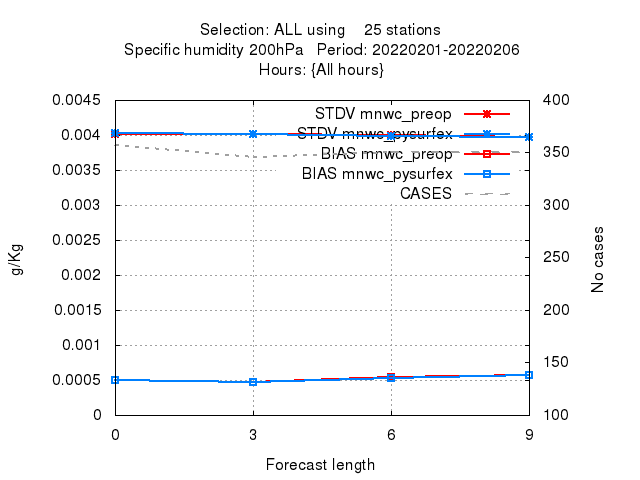 Selection: ALL using 25 stations
Specific humidity 200hPa Period: 20220201-20220206
Hours: {All hours}
0.0045
0.004
0.0035
0.003
0.0025
0.002
0.0015
0.001
0.0005
0
400
350
300
250
200
150
100
STDV mnwc_preop
STDV mnwc_pysurfex
BIAS mnwc_preop
BIAS mnwc_pysurfex
CASES
g/Kg
No cases
0 3 6 9
Forecast length